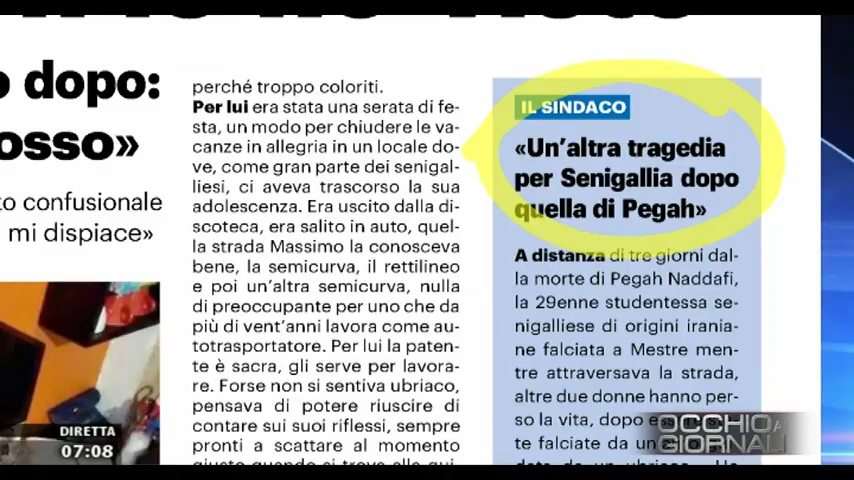 o dopo:
osso»
to confusionale
mi dispiace»
perché troppo coloriti.
Per lui era stata una serata di fe-
sta, un modo per chiudere le va-
canze in allegria in un locale do-
ve, come gran parte dei senigal-
liesi, ci aveva trascorso la sua
adolescenza. Era uscito dalla di-
scoteca, era salito in auto, quel-
la strada Massimo la conosceva
bene, la semicurva, il rettilineo
e poi un'altra semicurva, nulla
di preoccupante per uno che da
più di vent'anni lavora come au-
totrasportatore. Per lui la paten-
te è sacra, gli serve per lavora-
re. Forse non si sentiva ubriaco,
pensava di potere riuscire di
contare sui suoi riflessi, sempre
pronti a scattare al momento
IL SINDACO
«Un'altra tragedia
per Senigallia dopo
quella di Pegah»
A distanza di tre giorni dal-
la morte di Pegah Naddafi,
la 29enne studentessa se-
nigalliese di origini irania-
ne falciata a Mestre men-
tre attraversava la strada,
altre due donne hanno per-
so la vita, dopo
te falciate da
DIRETTA
07:08
OCCHIO AI
GIORNALI